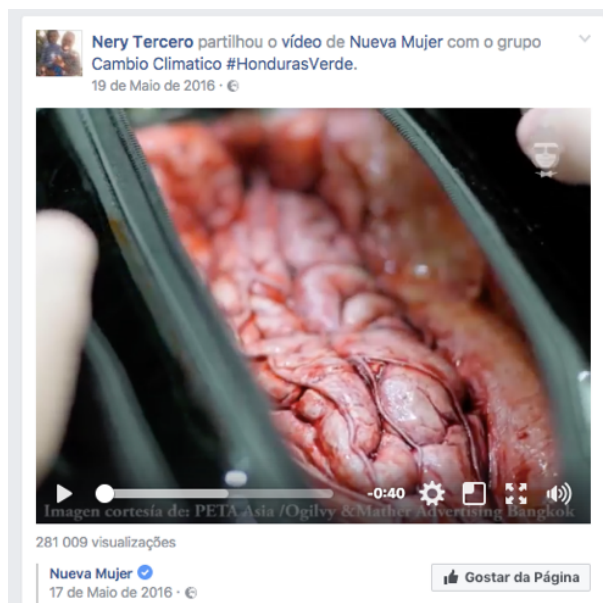 Nery Tercero partilhou o vídeo de Nueva Mujer com o grupo
Cambio Climatico #HondurasVerde.
19 de Maio de 2016 ·
-0:40
Imagen cortesía de: PETA Asia /Ogilvy &Mather Advertising Bangkok
281 009 visualizações
Nueva Mujer
17 de Maio de 2016 ·
Gostar da Página